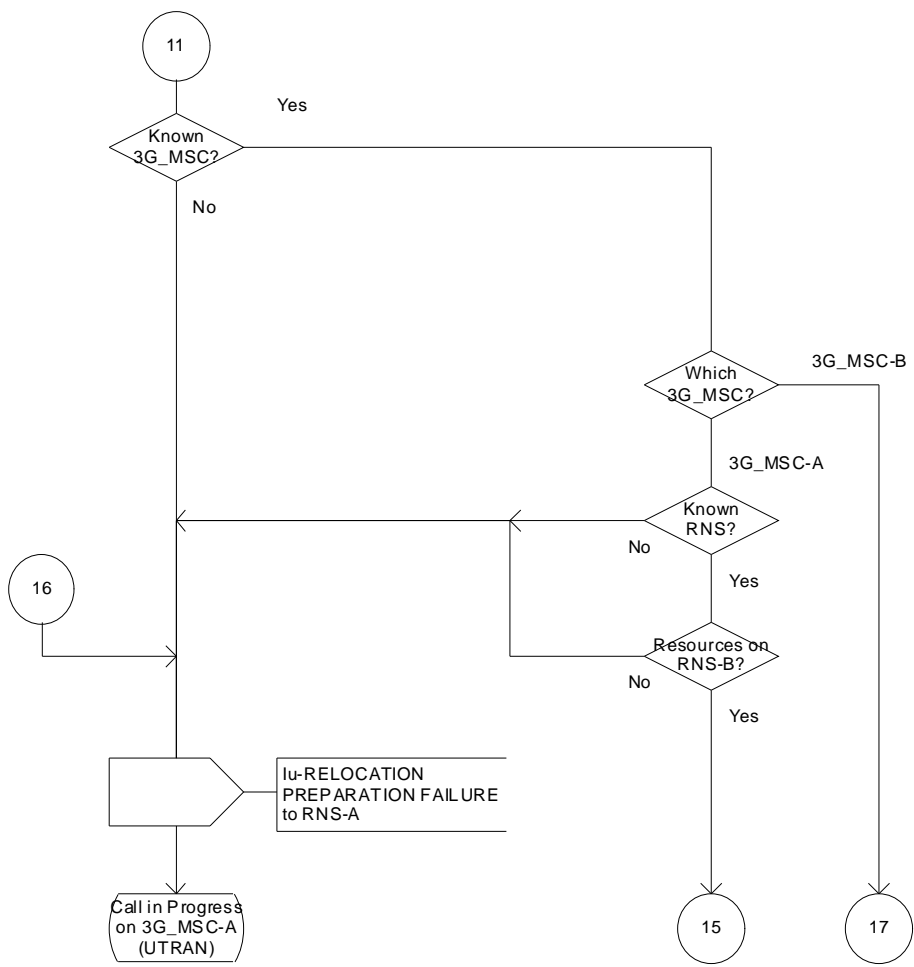 11
Yes
Known
3G_MSC?
No
3G_MSC-B
Which
3G_MSC?
3G_MSC-A
Known
RNS?
No
16
Yes
Resources on
RNS-B?
No
Yes
Iu-RELOCATION
PREPARATION FAILURE
to RNS-A
Call in Progress
on 3G_MSC-A
(UTRAN)
15
17